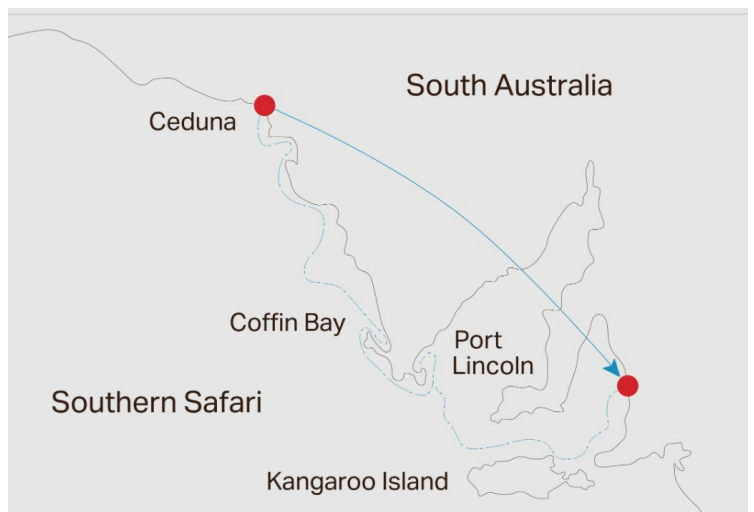 South Australia
Ceduna
Coffin Bay
Port
Lincoln
Southern Safari
Kangaroo Island